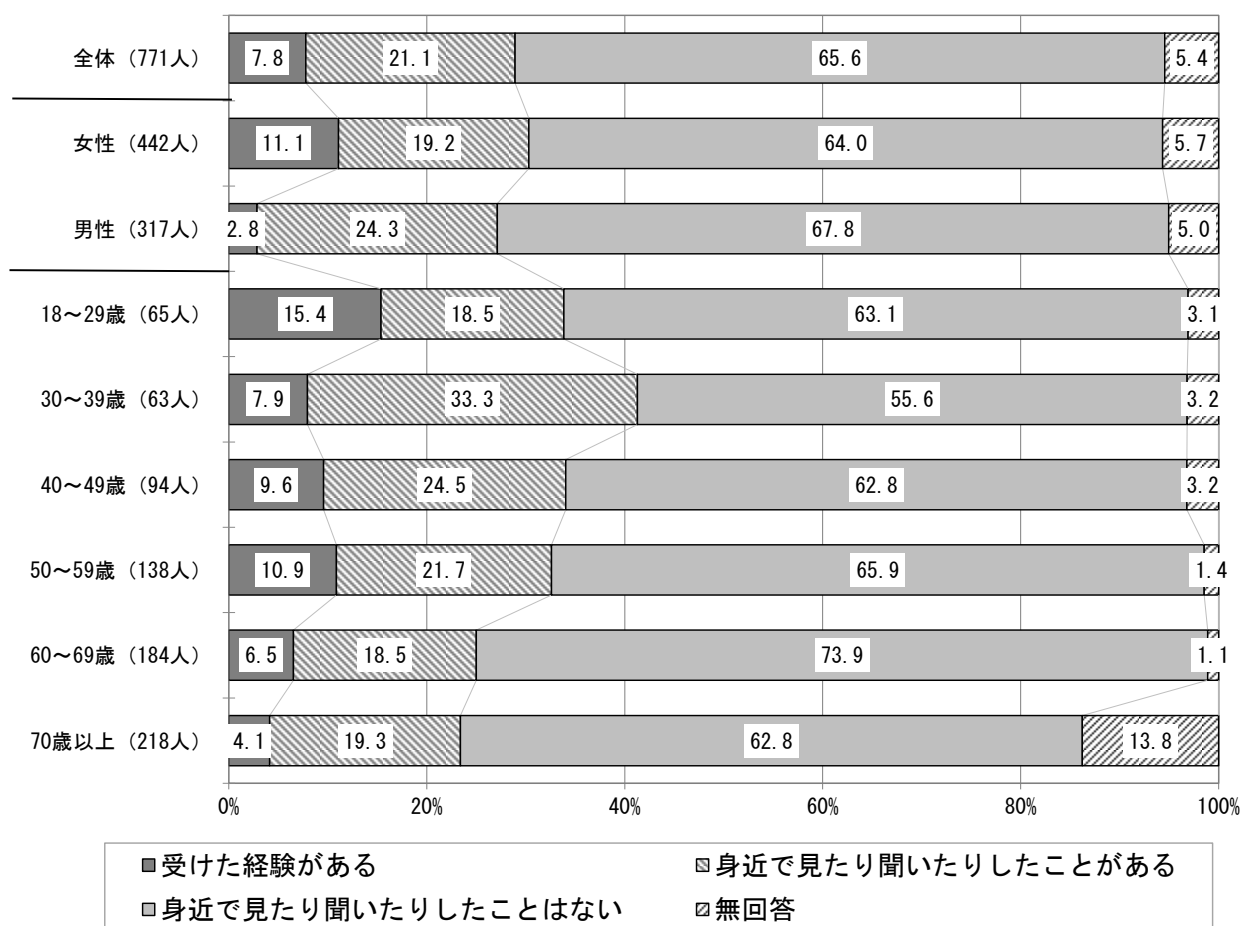 全体（771人） 7.8 21.1 65.6 5.4
女性（442人） 11.1 19.2 64.0 5.7
男性（317人） 2.8 24.3 67.8 5.0
18～29歳（65人） 15.4 18.5 63.1 3.1
30～39歳（63人） 7.9 33.3 55.6 3.2
40～49歳（94人） 9.6 24.5 62.8 3.2
50～59歳（138人） 10.9 21.7 65.9 1.4
60～69歳（184人） 6.5 18.5 73.9 1.1
70歳以上（218人） 4.1 19.3 62.8 13.8
0% 20% 40% 60% 80% 100%
受けた経験がある 身近で見たり聞いたりしたことがある
身近で見たり聞いたりしたことはない 無回答